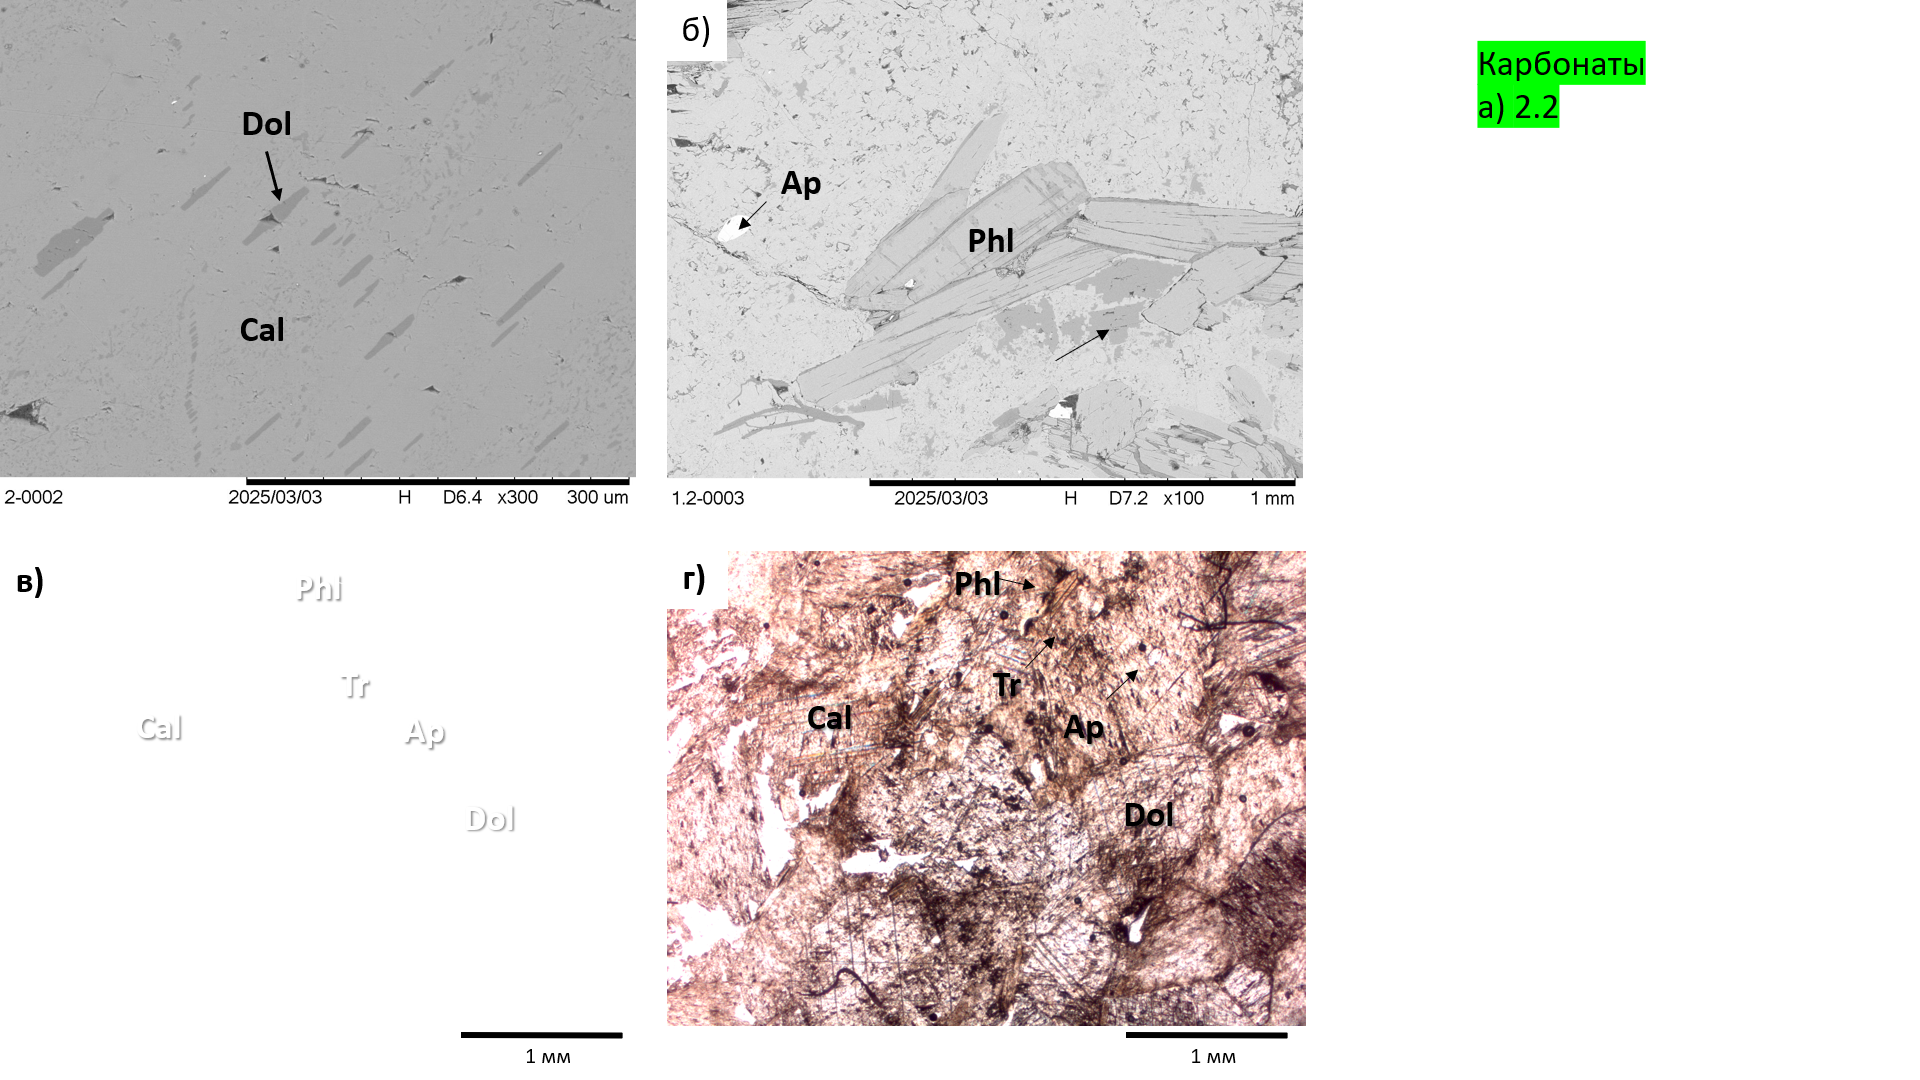 б)
Карбонаты
а) 2.2
Dol
Cal
2-0002 2025/03/03 H D6.4 x300 300 um
Ap
Phl
1.2-0003 2025/03/03 H D7.2 x100 1 mm
в)
Phl
Tr
Cal
Ap
Dol
1 мм
г)
Phl
Tr
Cal
Ap
Dol
1 мм